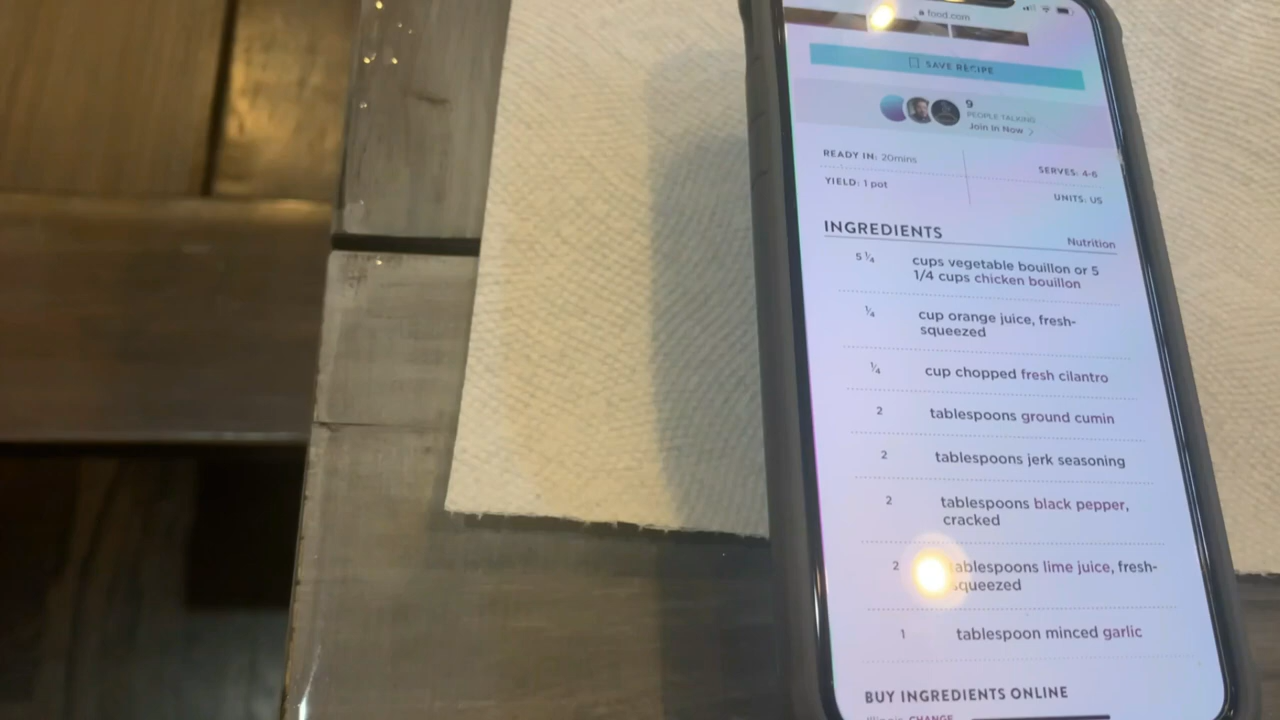 food.com
SAVE RECIPE
9
PEOPLE TALKING
Join In Now
READY IN: 20mins
SERVES: 4-6
YIELD: 1 pot
UNITS: US
INGREDIENTS
Nutrition
5 1/4 cups vegetable bouillon or 5
1/4 cups chicken bouillon
1/4 cup orange juice, fresh-
squeezed
1/4 cup chopped fresh cilantro
2 tablespoons ground cumin
2 tablespoons jerk seasoning
2 tablespoons black pepper,
cracked
2 tablespoons lime juice, fresh-
squeezed
1 tablespoon minced garlic
BUY INGREDIENTS ONLINE
Illinois CHANGE